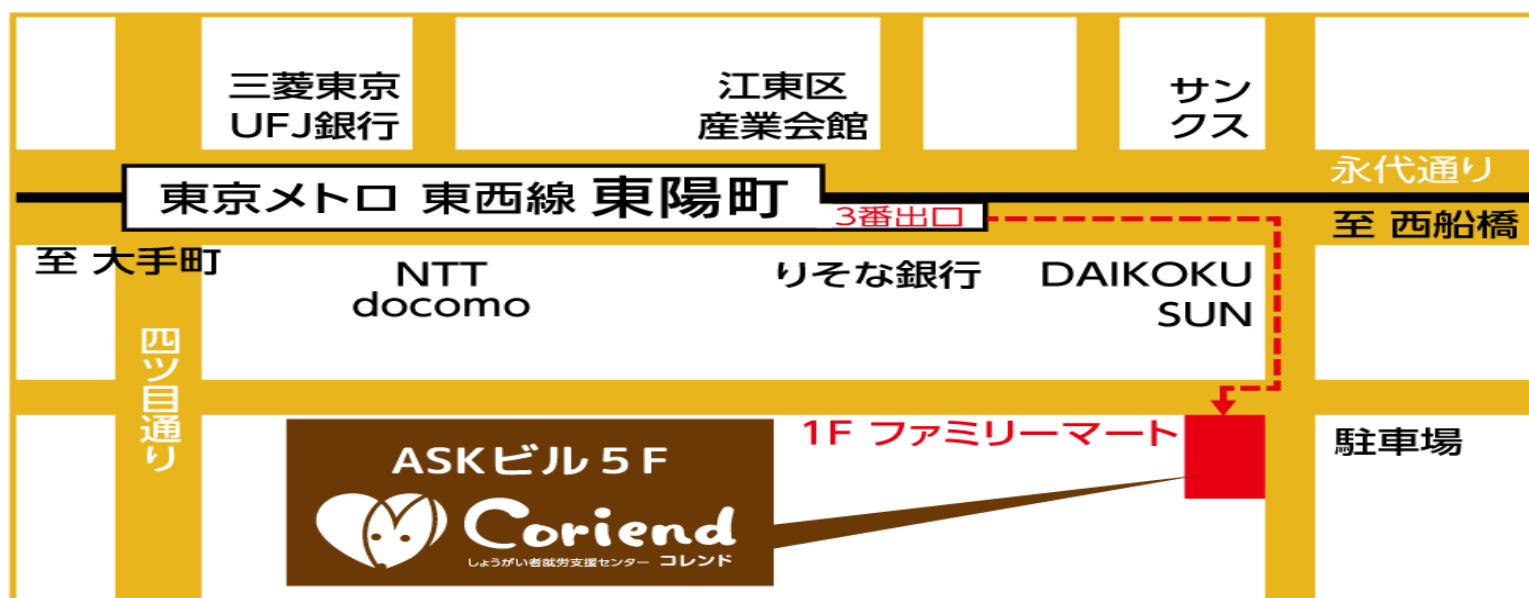 三菱東京
UFJ銀行
江東区
産業会館
サン
クス
永代通り
東京メトロ 東西線 東陽町
3番出口
至 西船橋
至 大手町
NTT
docomo
りそな銀行
DAIKOKU
SUN
四ツ目通り
1F ファミリーマート
駐車場
ASKビル5F
Coriend
しょうがい者就労支援センター コレンド